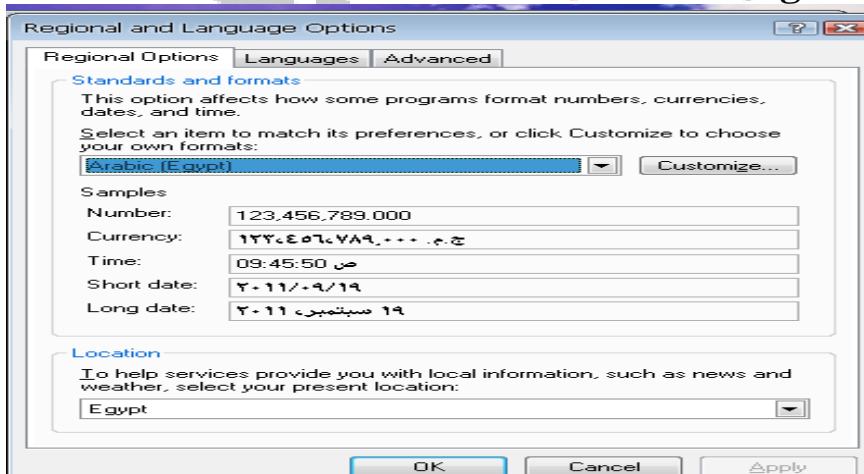 Regional and Language Options
Regional Options Languages Advanced
Standards and formats
This option affects how some programs format numbers, currencies,
dates, and time.
Select an item to match its preferences, or click Customize to choose
your own formats:
Arabic (Egypt) Customize...
Samples
Number: 123,456,789.000
Currency: ج.م. ١٢٣،٤٥٦،٧٨٩,٠٠٠
Time: 09:45:50 ص
Short date: ١٩/٠٩/٢٠١١
Long date: ١٩ سبتمبر، ٢٠١١
Location
To help services provide you with local information, such as news and
weather, select your present location:
Egypt
OK Cancel Apply